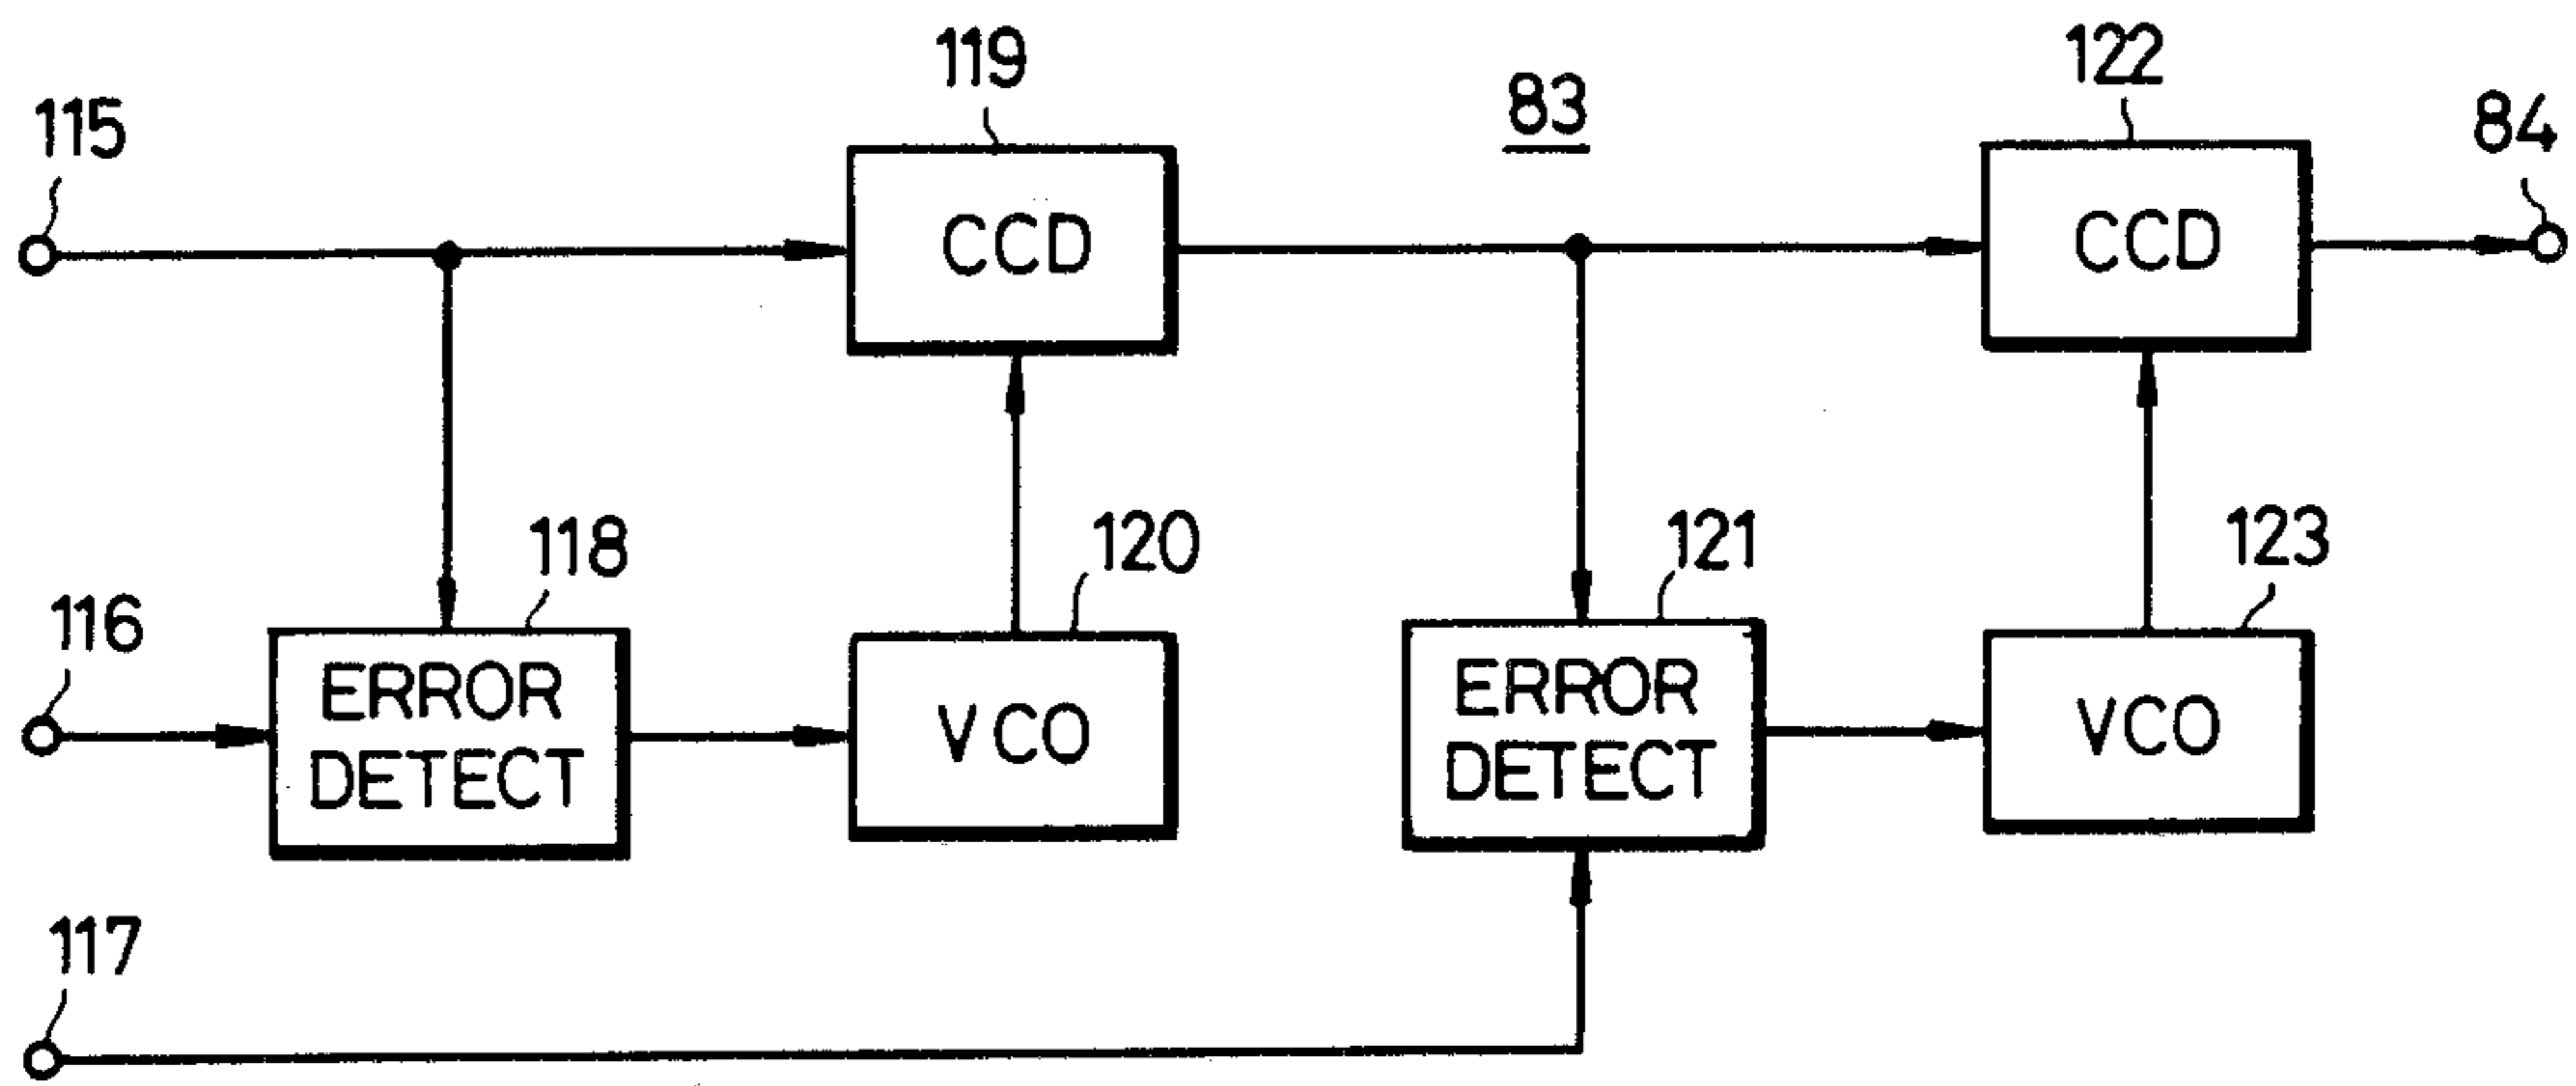 119
83
122
115
84
CCD
CCD
118
120
121
123
116
ERROR
DETECT
VCO
ERROR
DETECT
VCO
117